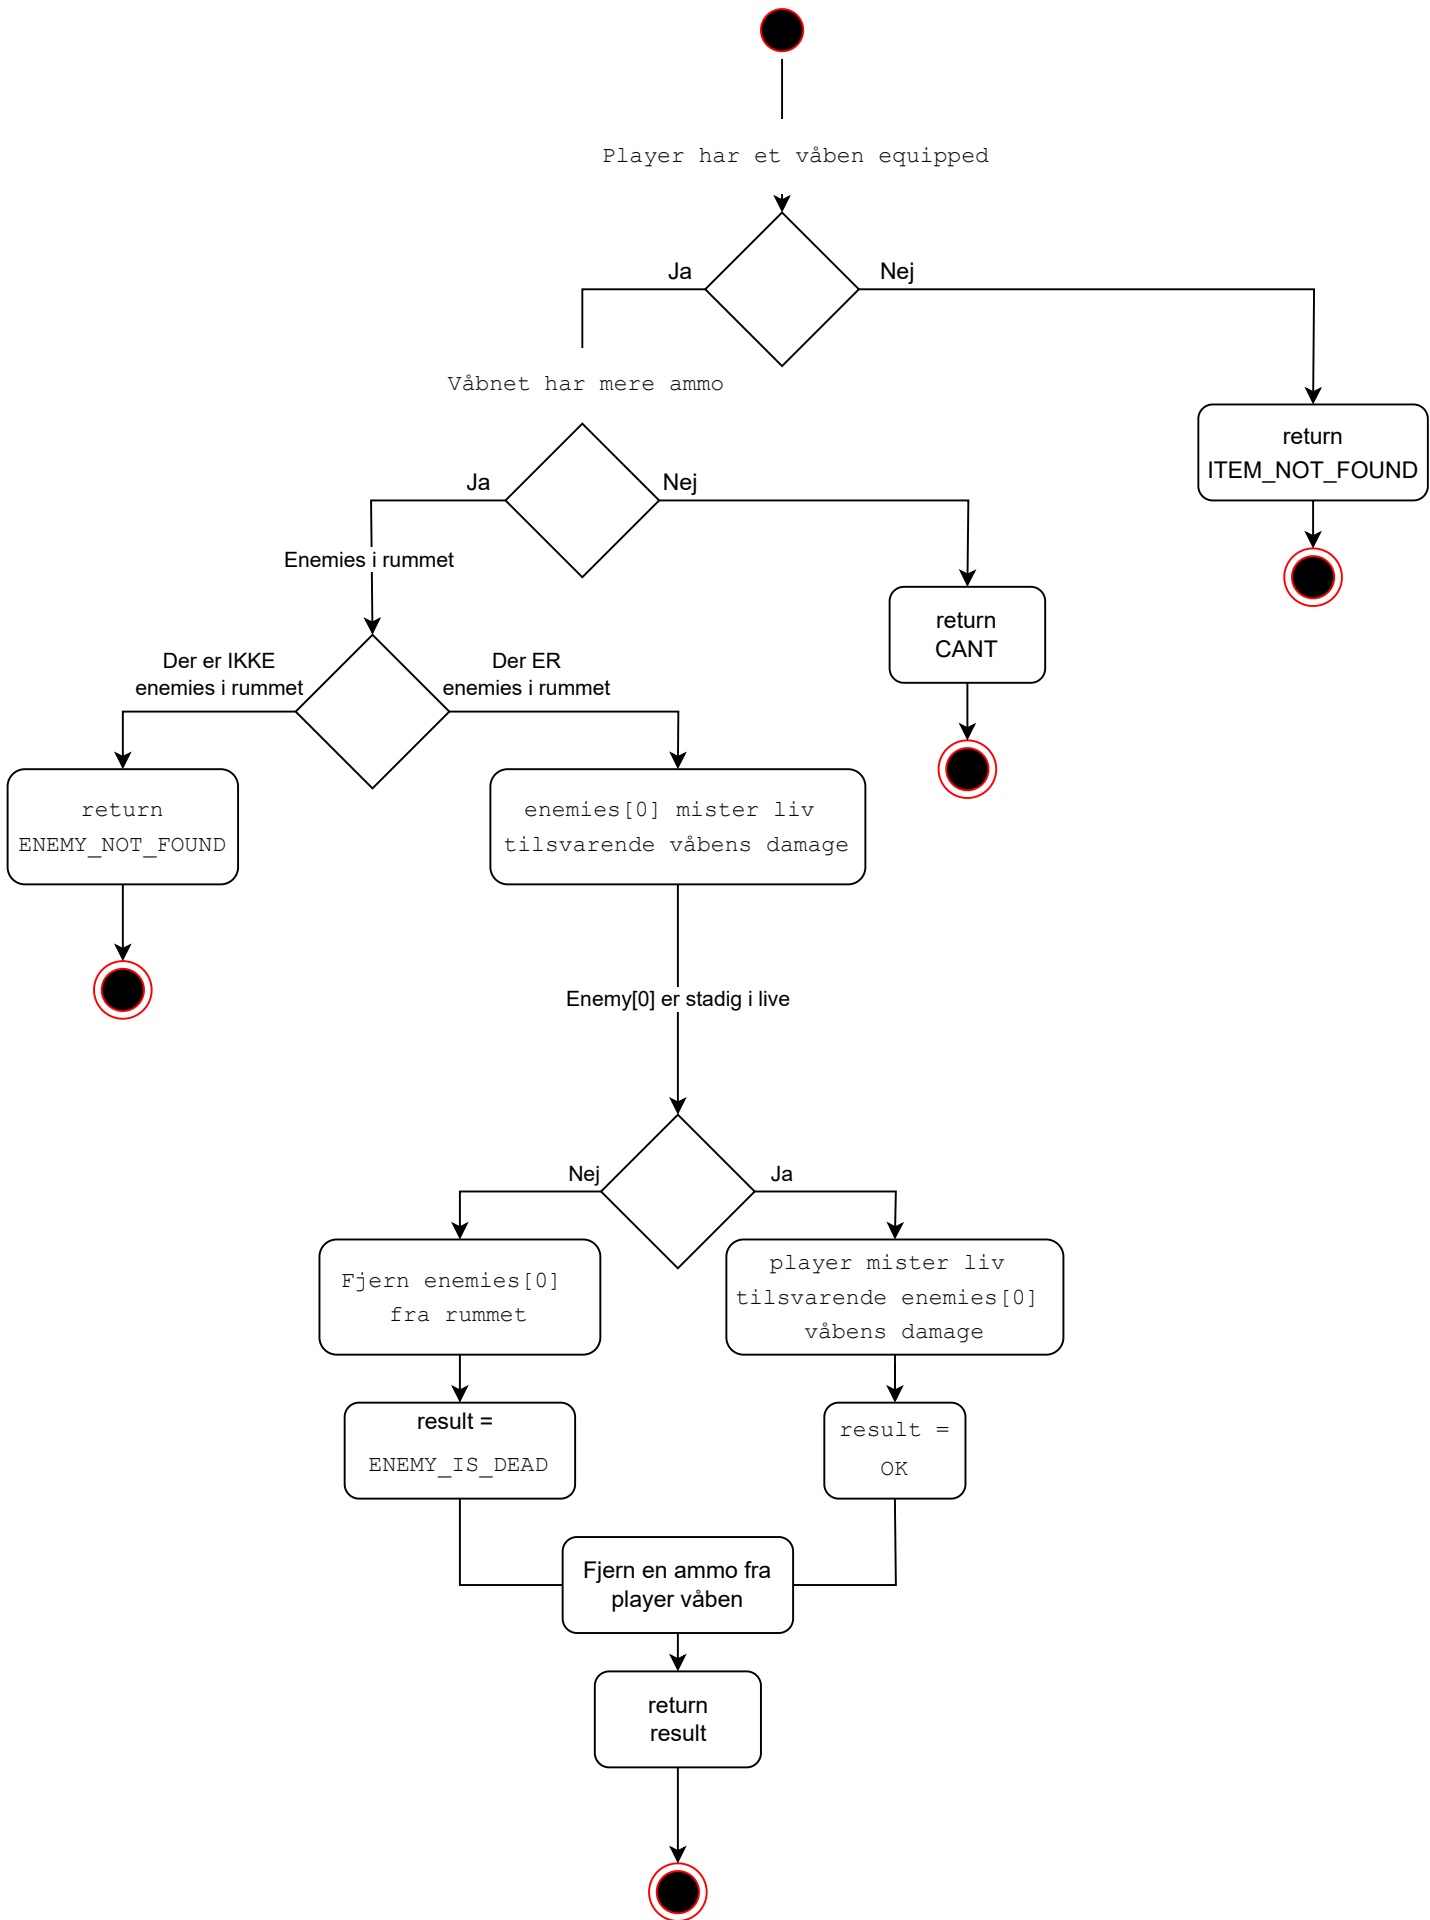 Player har et våben equipped
Ja
Nej
Våbnet har mere ammo
return
ITEM_NOT_FOUND
Ja
Nej
Enemies i rummet
return
CANT
Der er IKKE
enemies i rummet
Der ER
enemies i rummet
return
ENEMY_NOT_FOUND
enemies[0] mister liv
tilsvarende våbens damage
Enemy[0] er stadig i live
Nej
Ja
Fjern enemies[0]
fra rummet
player mister liv
tilsvarende enemies[0]
våbens damage
result =
ENEMY_IS_DEAD
result =
OK
Fjern en ammo fra
player våben
return
result